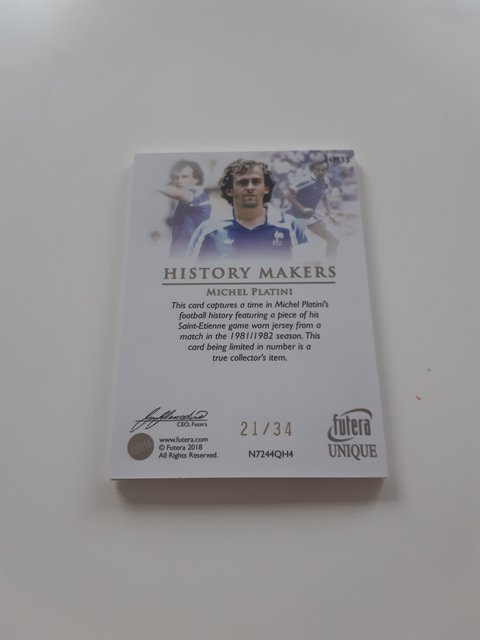 HM33
HISTORY MAKERS
MICHEL PLATINI
This card captures a time in Michel Platini's
football history featuring a piece of his
Saint-Etienne game worn jersey from a
match in the 1981/1982 season. This
card being limited in number is a
true collector's item.
CEO, Futera
www.futera.com
© Futera 2018
All Rights Reserved.
21/34
N7244QH4
futera
UNIQUE